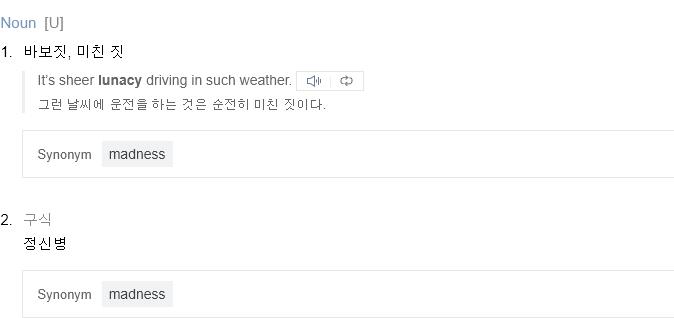 Noun [U]
1. 바보짓, 미친 짓
It's sheer lunacy driving in such weather.
그런 날씨에 운전을 하는 것은 순전히 미친 짓이다.
Synonym madness
2. 구식
정신병
Synonym madness